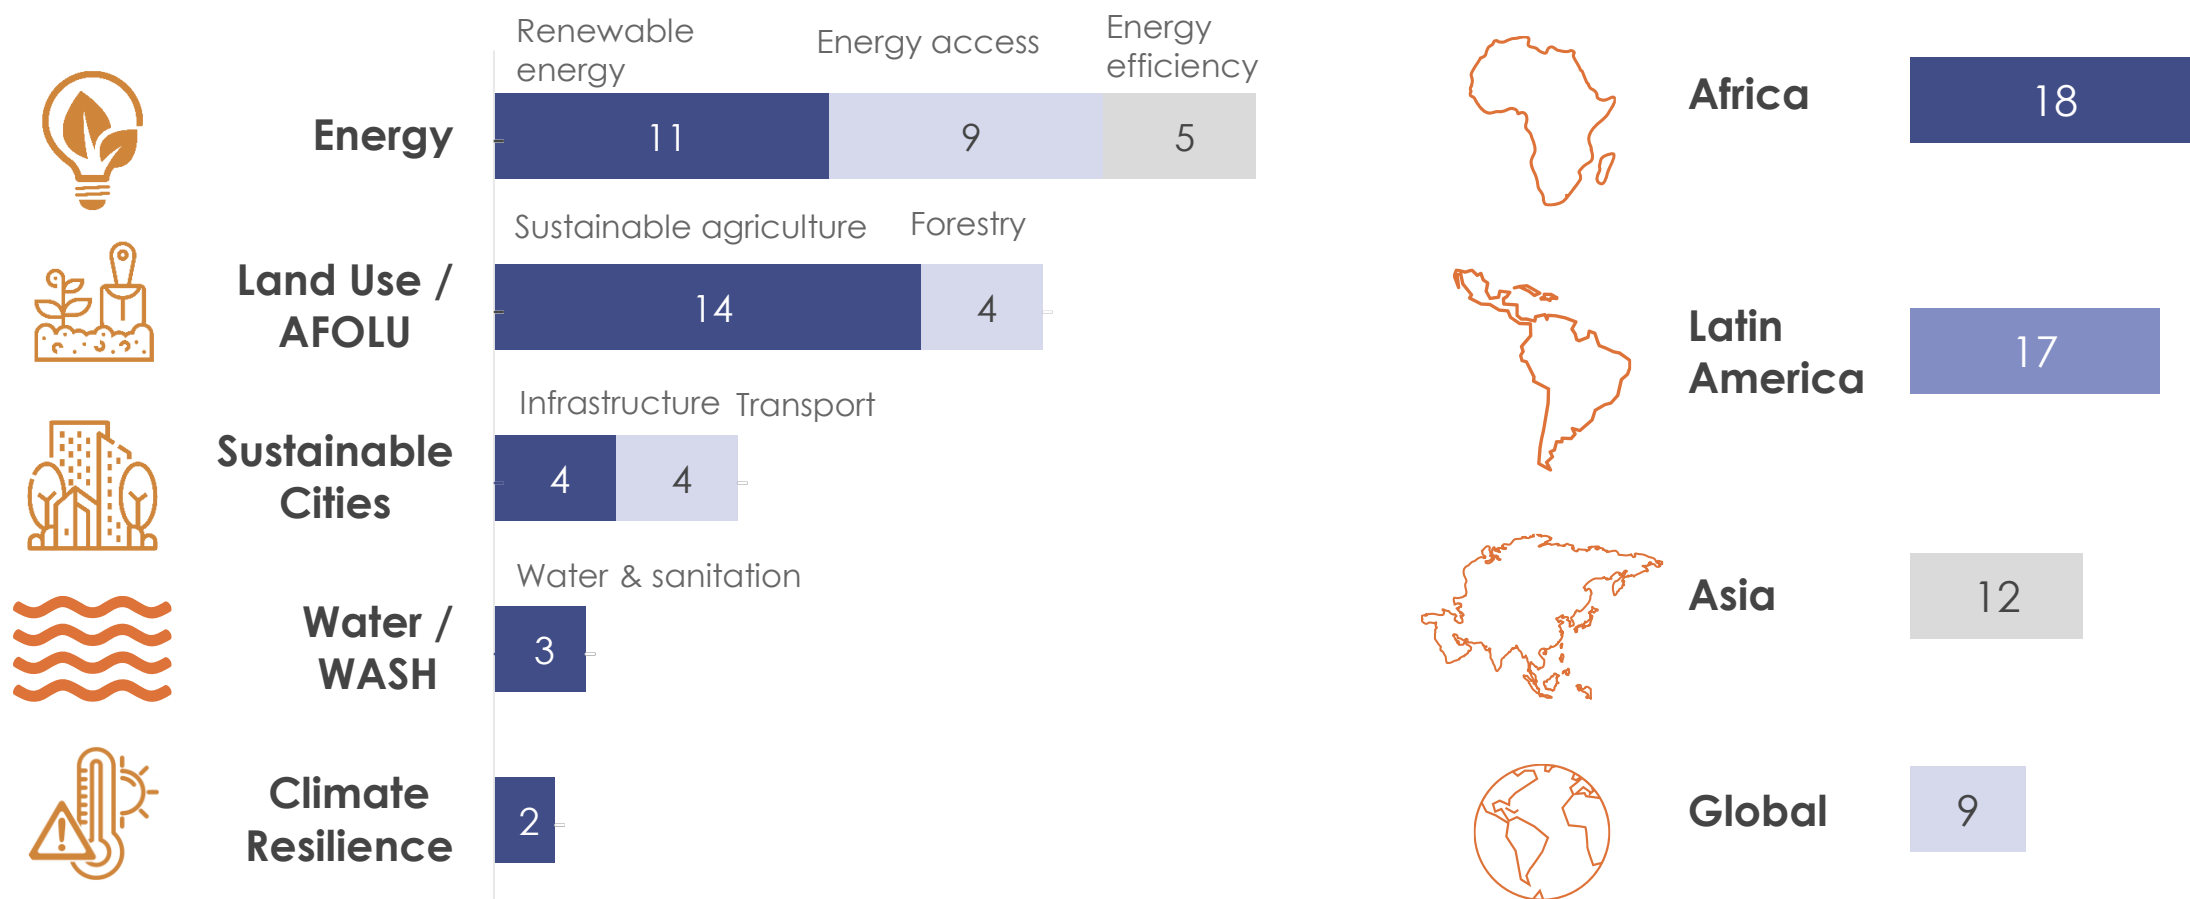 Renewable
energy
Energy access
Energy
efficiency
Energy
11
9
5
Sustainable agriculture
Forestry
Land Use /
AFOLU
14
4
Infrastructure
Transport
Sustainable
Cities
4
4
Water & sanitation
Water /
WASH
3
Climate
Resilience
2
Africa
18
Latin
America
17
Asia
12
Global
9